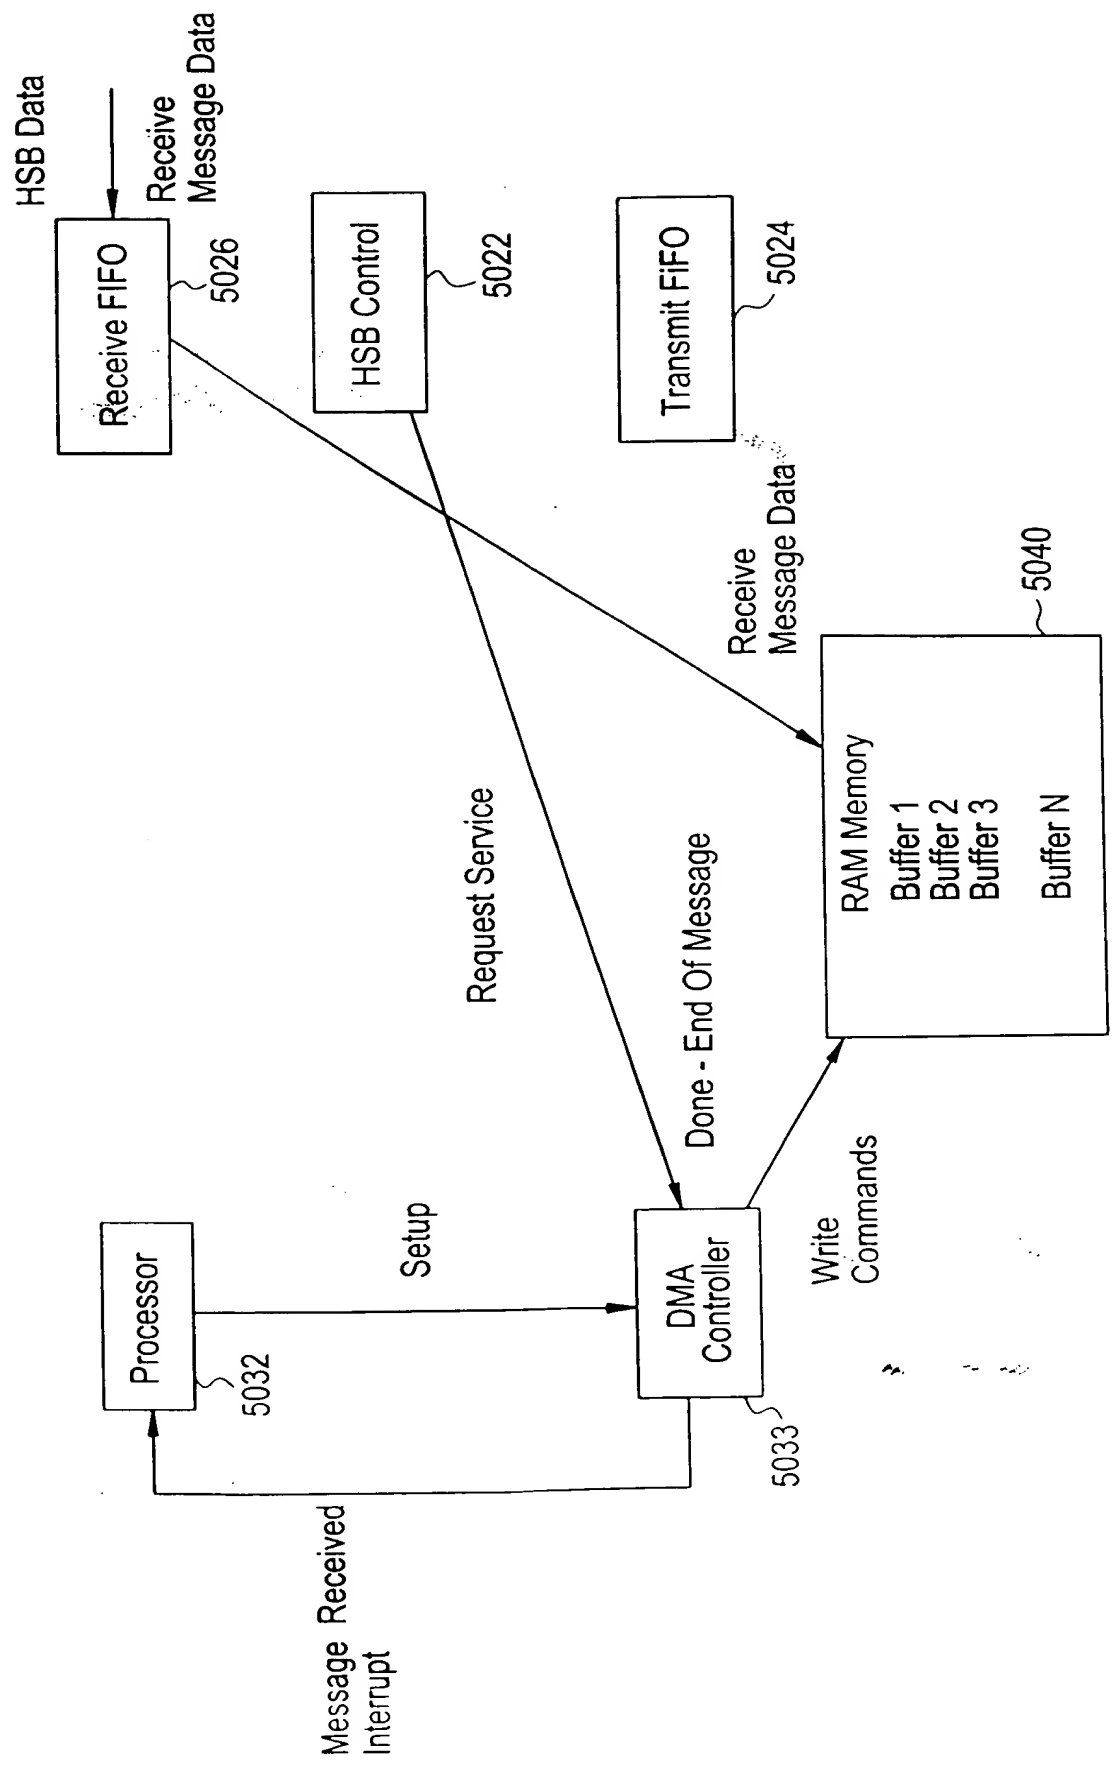 HSB Data
Receive
Message Data
Receive FIFO
5026
HSB Control
5022
Transmit FiFO
5024
Receive
Message Data
5040
RAM Memory
Buffer 1
Buffer 2
Buffer 3
Buffer N
Request Service
Done - End Of Message
Processor
5032
Setup
DMA
Controller
5033
Write
Commands
Message Received
Interrupt